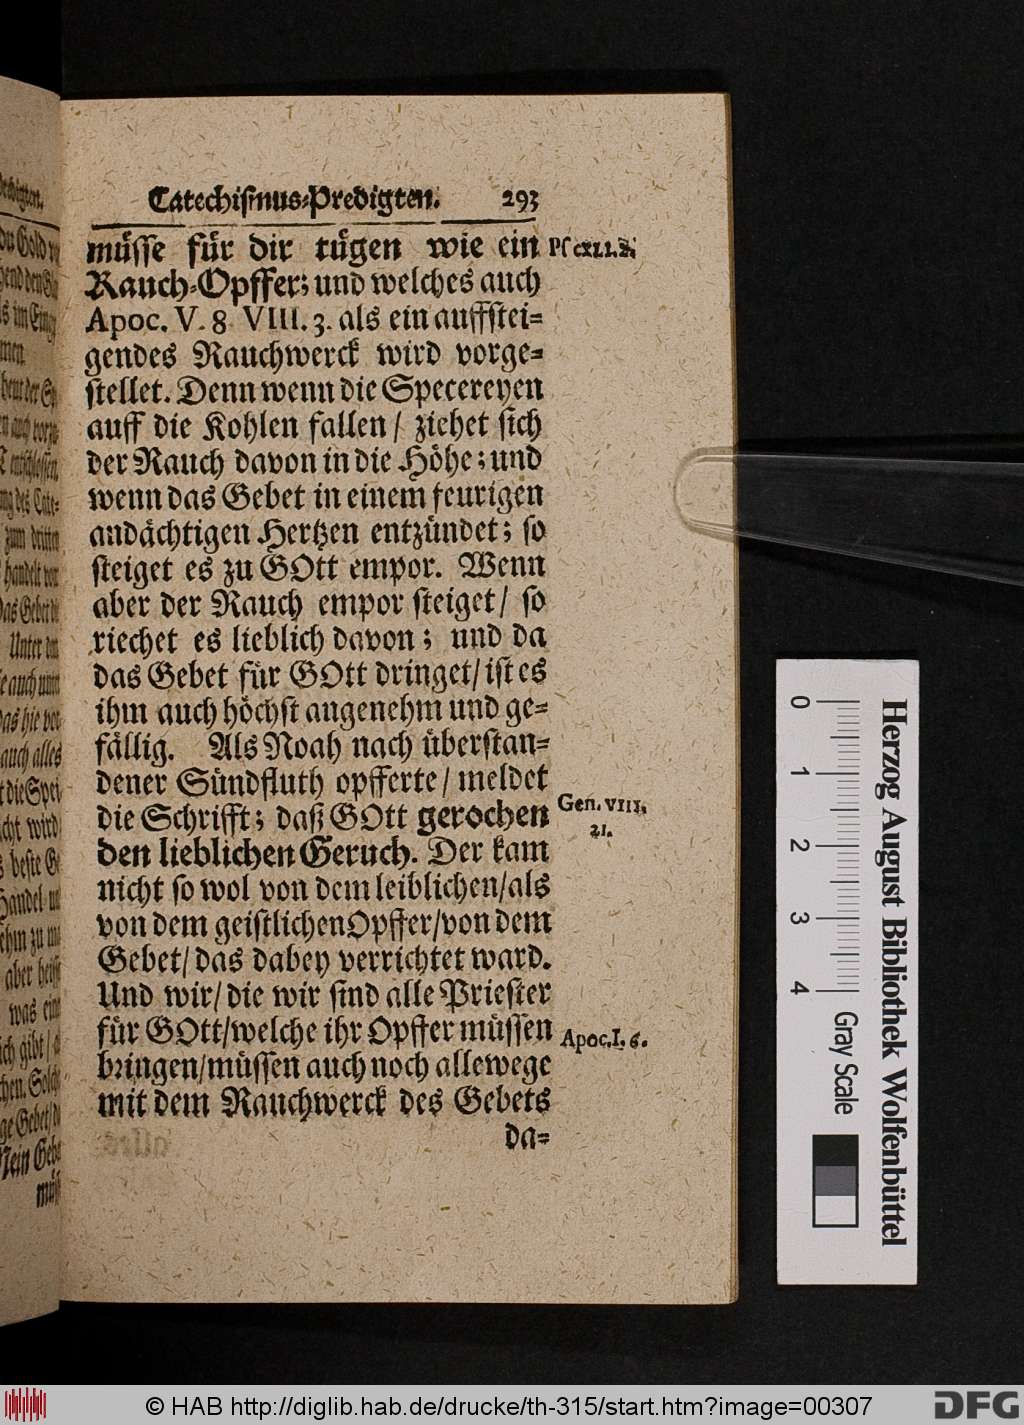 Catechismus-Predigten. 293
müsse für dir tügen wie ein
Rauch-Opffer; und welches auch
Apoc. V. 8 VIII. 3. als ein auffstei-
gendes Rauchwerck wird vorge-
stellet. Denn wenn die Specereyen
auff die Kohlen fallen/ ziehet sich
der Rauch davon in die Höhe; und
wenn das Gebet in einem feurigen
andächtigen Hertzen entzündet; so
steiget es zu GOtt empor. Wenn
aber der Rauch empor steiget/ so
riechet es lieblich davon; und da
das Gebet für GOtt dringet/ ist es
ihm auch höchst angenehm und ge-
fällig. Als Noah nach überstan-
dener Sündfluth opfferte/ meldet
die Schrifft; daß GOtt gerochen
den lieblichen Geruch. Der kam
nicht so wol von dem leiblichen/als
von dem geistlichen Opffer/von dem
Gebet/ das dabey verrichtet ward.
Und wir/ die wir sind alle Priester
für GOtt/welche ihr Opffer müssen
bringen/müssen auch noch allewege
mit dem Rauchwerck des Gebets
da-
Gen. VIII.
21.
Apoc. I. 6.
0 1 2 3 4
Gray Scale
Herzog August Bibliothek Wolfenbüttel
© HAB http://diglib.hab.de/drucke/th-315/start.htm?image=00307
DFG